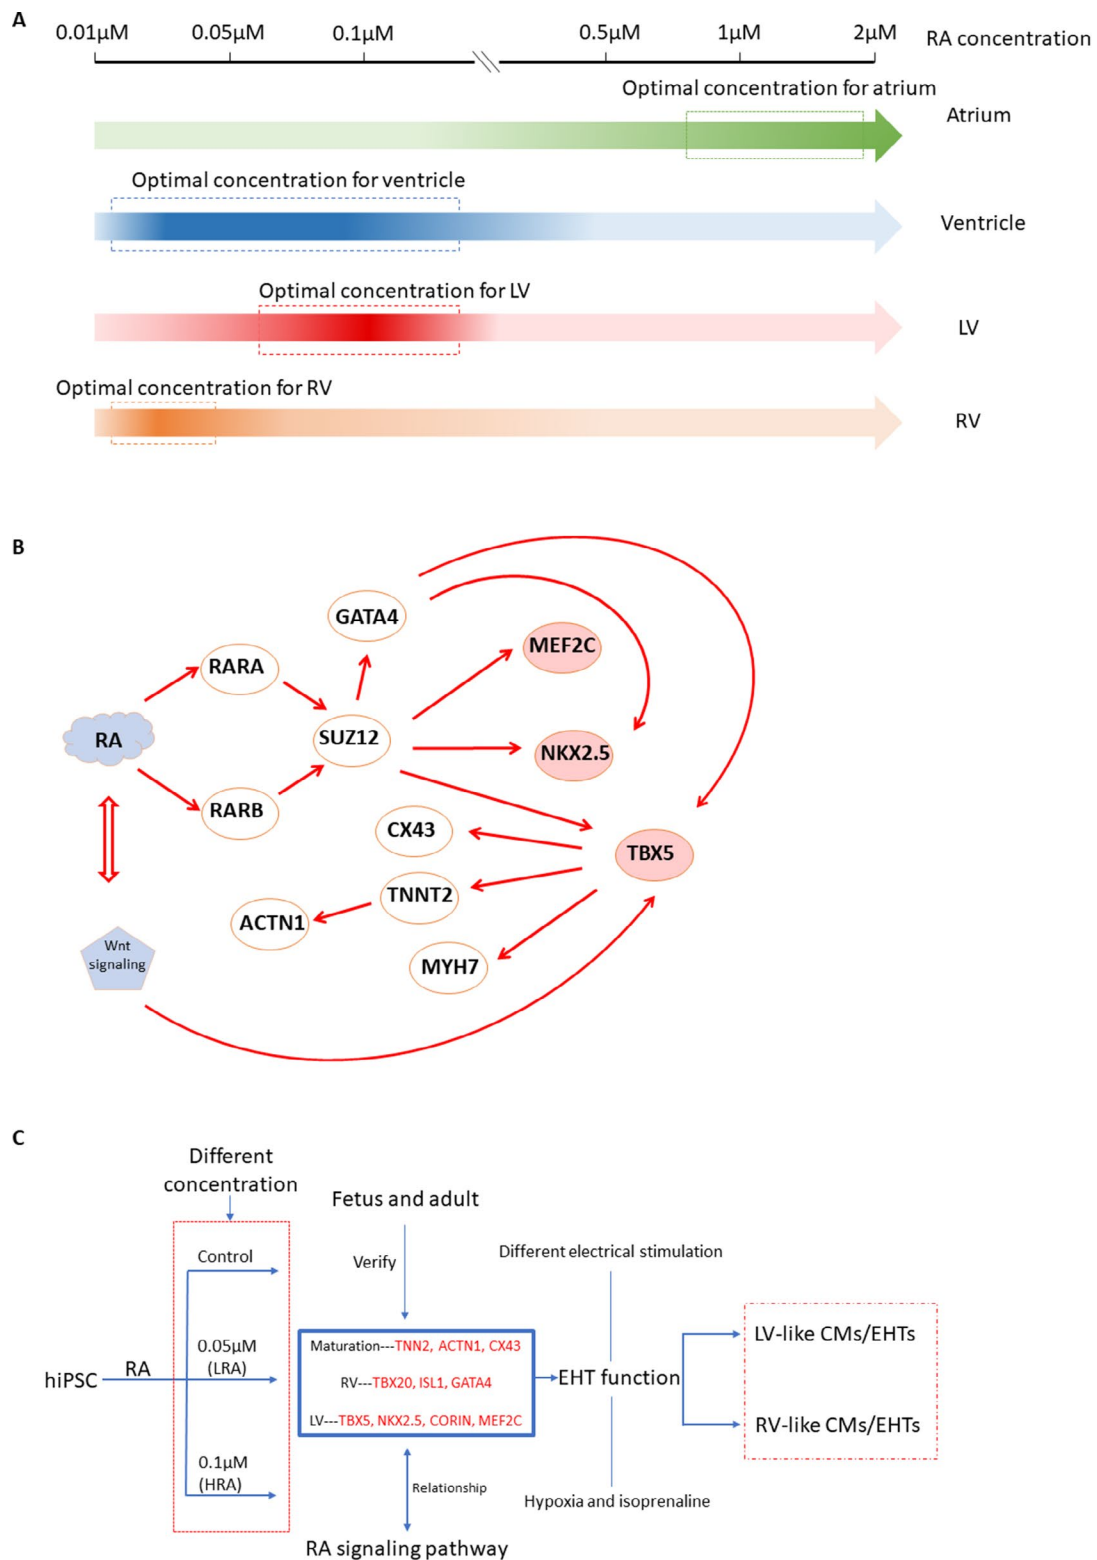 A
0.01µM 0.05µM 0.1µM 0.5µM 1µM 2µM RA concentration
Optimal concentration for atrium
Atrium
Optimal concentration for ventricle
Ventricle
Optimal concentration for LV
LV
Optimal concentration for RV
RV
B
GATA4
MEF2C
RARA
RA
SUZ12
NKX2.5
RARB
CX43
TBX5
TNNT2
ACTN1
Wnt
signaling
MYH7
C
Different
concentration
Fetus and adult
Control
Verify
Different electrical stimulation
0.05µM
(LRA)
hiPSC
RA
Maturation---TNN2, ACTN1, CX43
RV---TBX20, ISL1, GATA4
LV---TBX5, NKX2.5, CORIN, MEF2C
EHT function
LV-like CMs/EHTs
RV-like CMs/EHTs
0.1µM
(HRA)
Relationship
Hypoxia and isoprenaline
RA signaling pathway